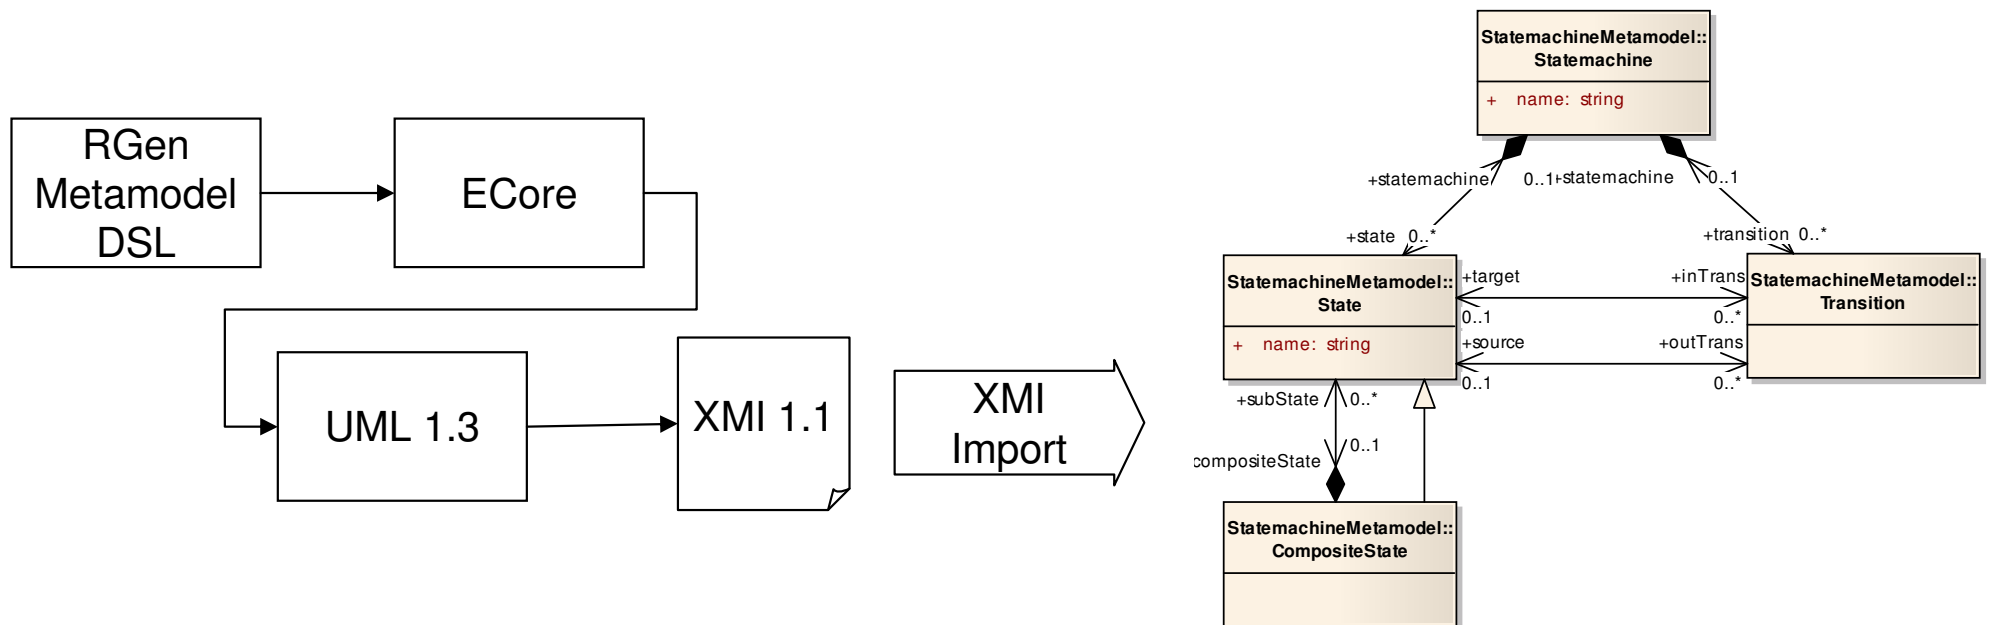 RGen
Metamodel
DSL
ECore
UML 1.3
XMI 1.1
XMI
Import
StatemachineMetamodel::
Statemachine
+ name: string
+statemachine
0..1
+statemachine
0..1
+state 0..*
+transition 0..*
StatemachineMetamodel::
State
+ name: string
+target
0..1
+inTrans
0..*
+source
0..1
+outTrans
0..*
StatemachineMetamodel::
Transition
+subState
0..*
0..1
compositeState
StatemachineMetamodel::
CompositeState